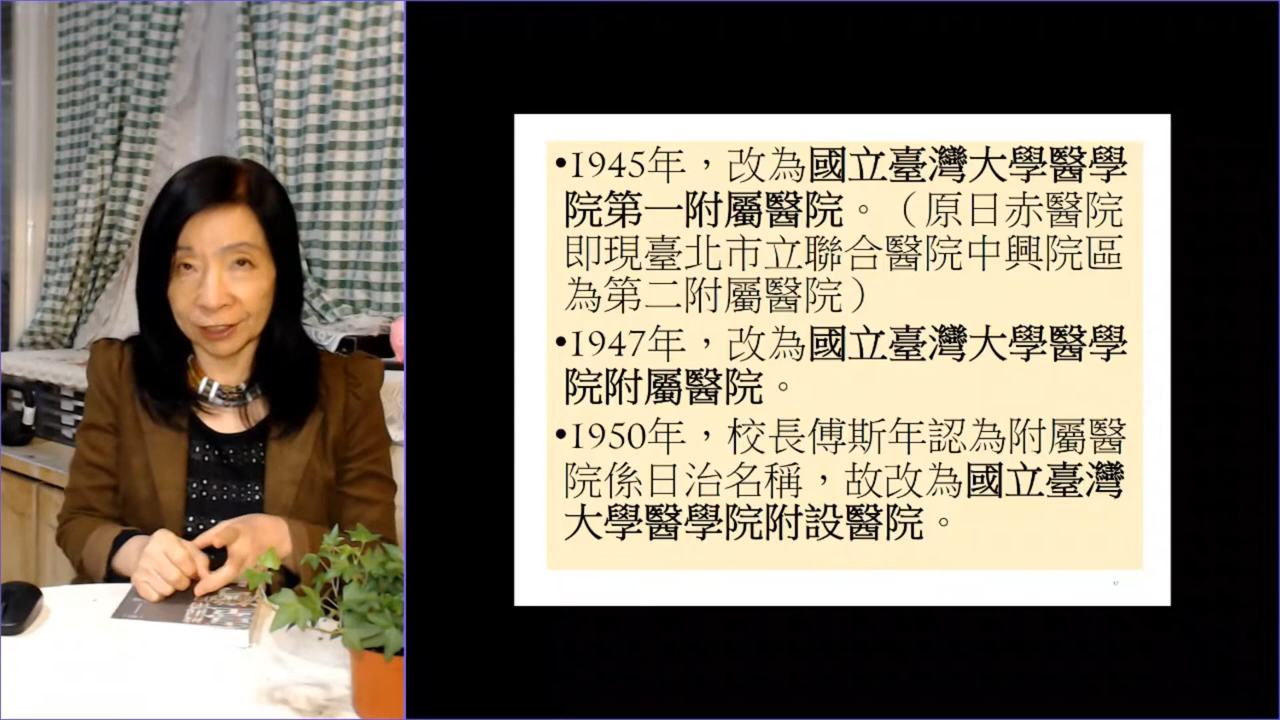 •1945年，改為國立臺灣大學醫學
院第一附屬醫院。（原日赤醫院
即現臺北市立聯合醫院中興院區
為第二附屬醫院）
•1947年，改為國立臺灣大學醫學
院附屬醫院。
•1950年，校長傅斯年認為附屬醫
院係日治名稱，故改為國立臺灣
大學醫學院附設醫院。